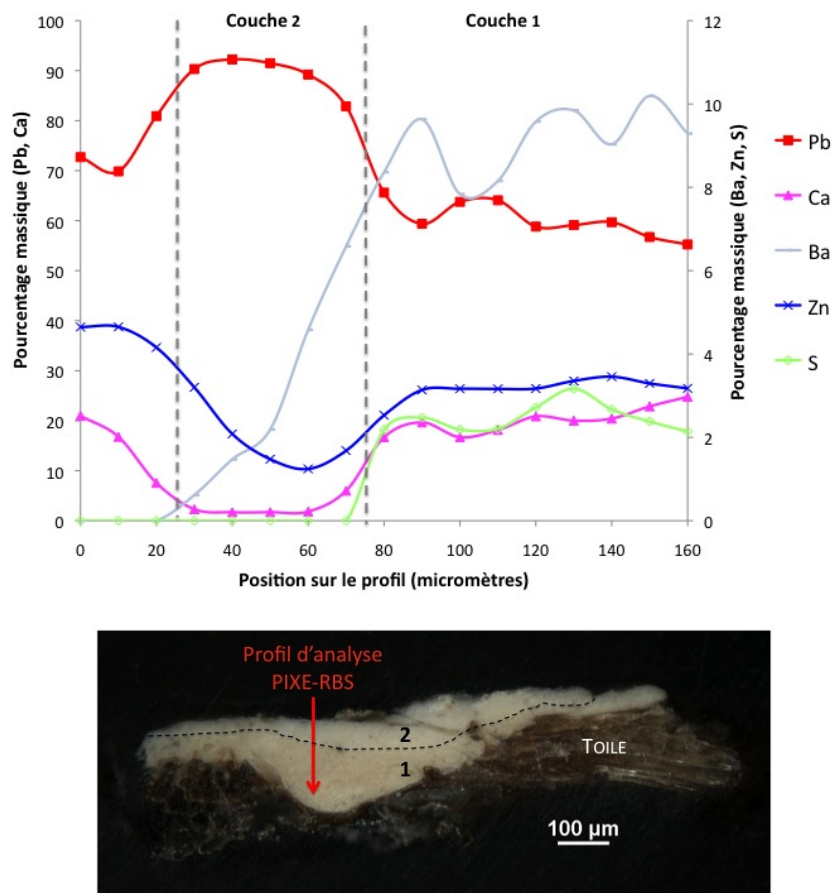 Couche 2
Couche 1
Pourcentage massique (Pb, Ca)
100
90
80
70
60
50
40
30
20
10
0
12
10
8
6
4
2
0
Pourcentage massique (Ba, Zn, S)
Pb
Ca
Ba
Zn
S
0 20 40 60 80 100 120 140 160
Position sur le profil (micromètres)
Profil d'analyse
PIXE-RBS
2
1
TOILE
100 µm